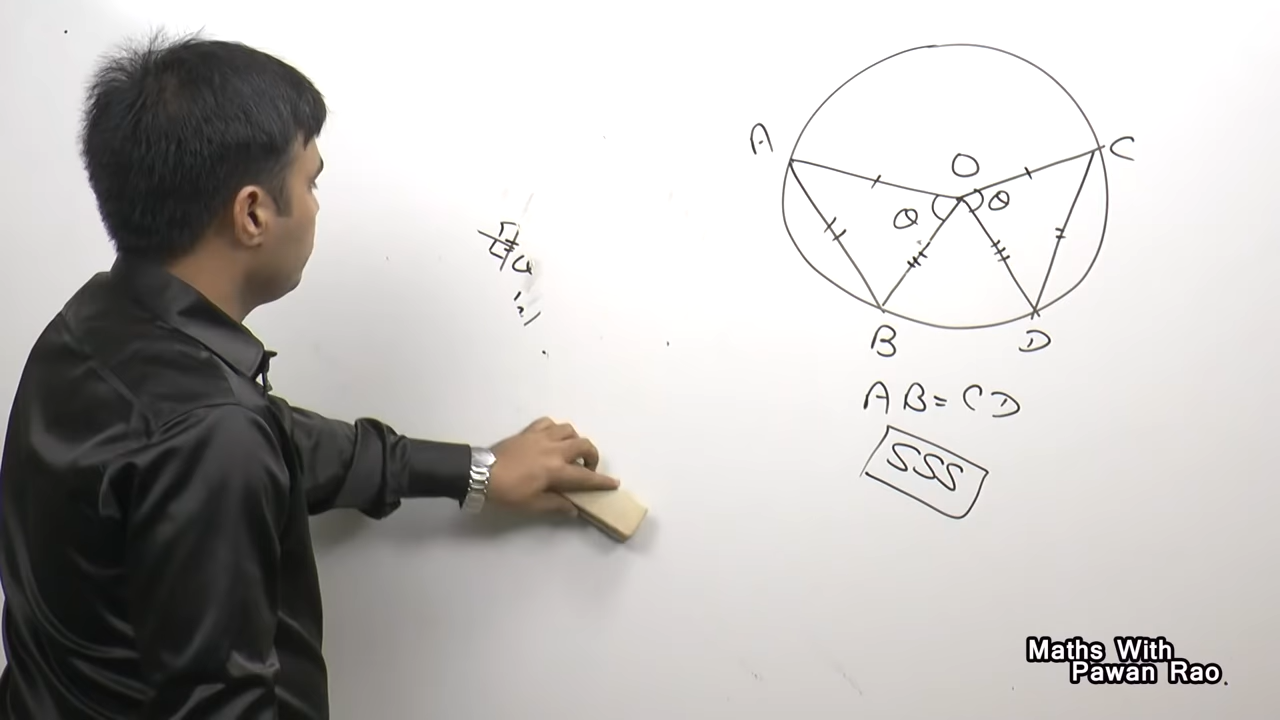 A
O
C
θ
θ
B
D
AB = CD
SSS
Maths With
Pawan Rao